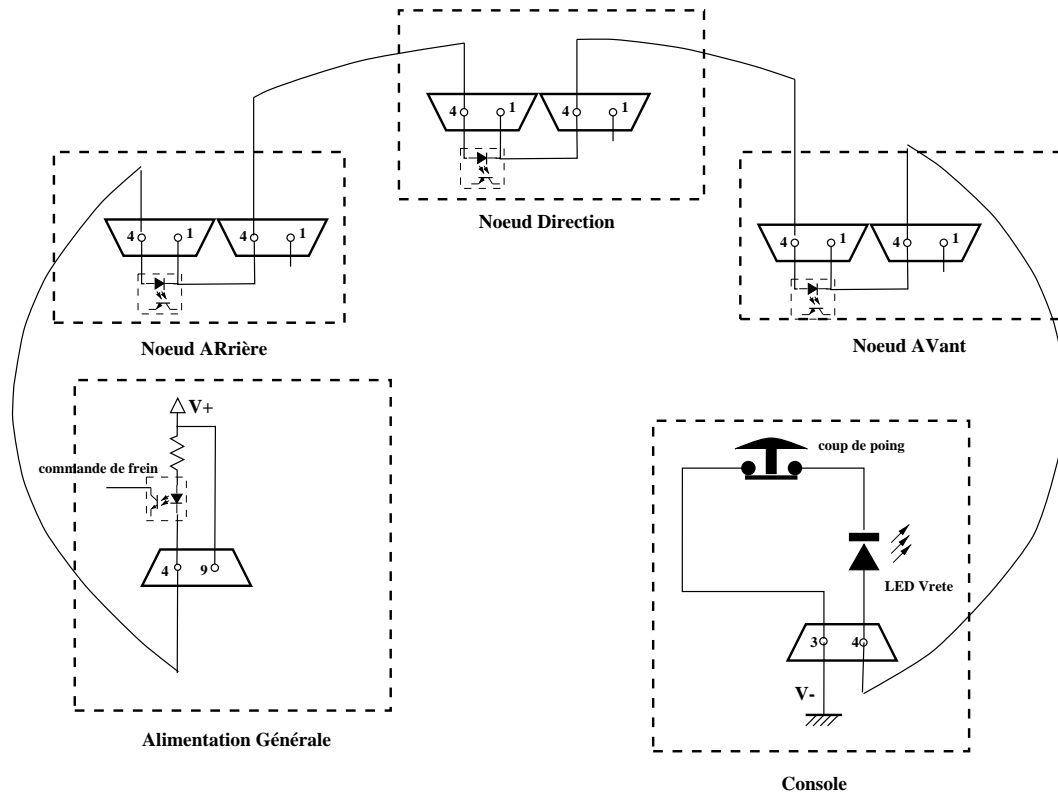 4 1 4 1
Noeud Direction
4 1 4 1
Noeud ARrière
4 1 4 1
Noeud AVant
V+
commande de frein
4 9
Alimentation Générale
coup de poing
LED Vrete
3 4
V-
Console